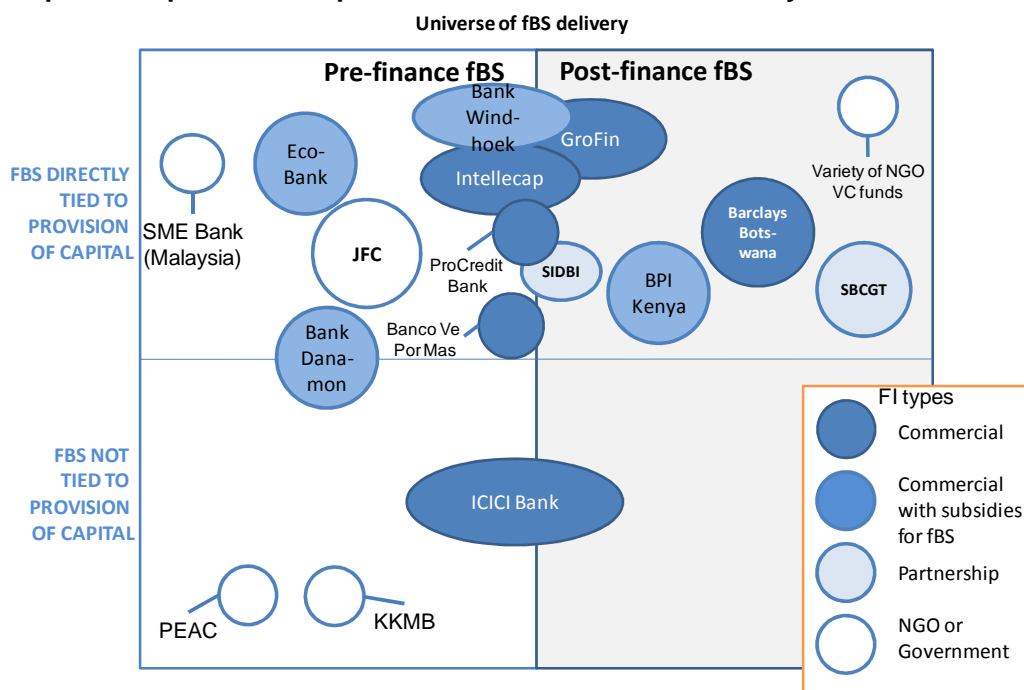 Universe of fBS delivery
Pre-finance fBS
Post-finance fBS
FBS DIRECTLY
TIED TO
PROVISION
OF CAPITAL
SME Bank
(Malaysia)
Eco-
Bank
JFC
Bank
Dana-
mon
Bank
Wind-
hoek
GroFin
Intellecap
ProCredit
Bank
SIDBI
Banco Ve
Por Mas
BPI
Kenya
Barclays
Bots-
wana
Variety of NGO
VC funds
SBCGT
FBS NOT
TIED TO
PROVISION
OF CAPITAL
ICICI Bank
PEAC
KKMB
FI types
Commercial
Commercial
with subsidies
for fBS
Partnership
NGO or
Government